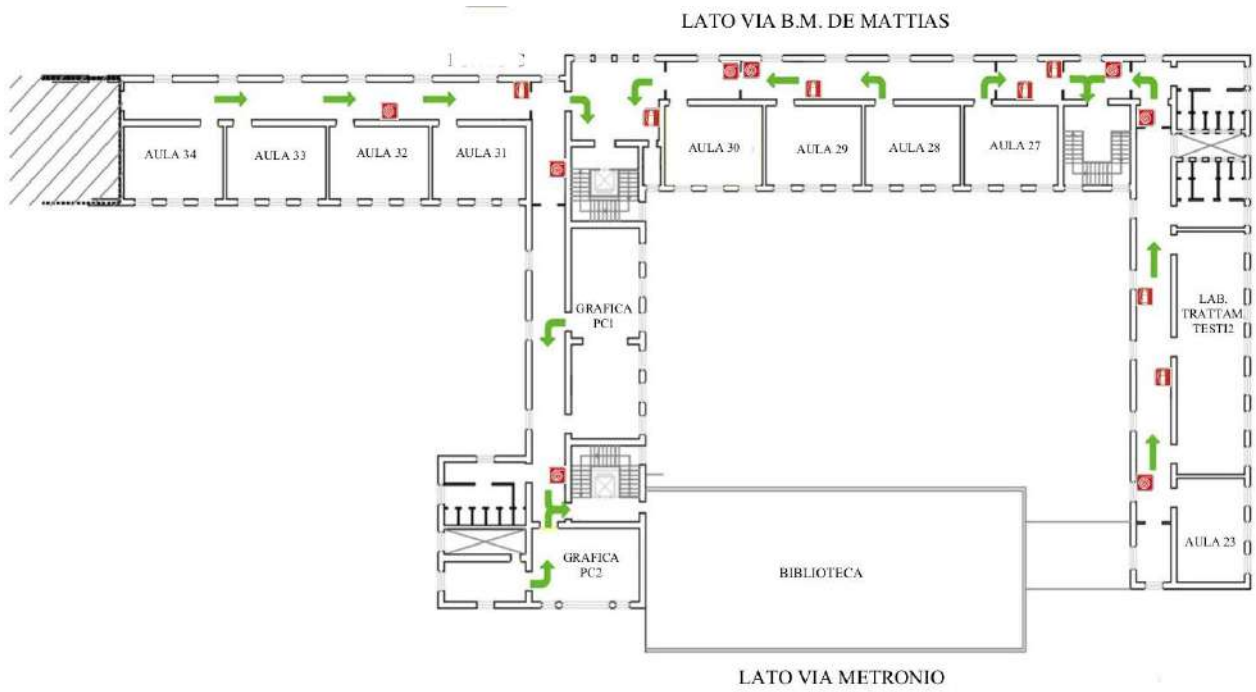 LATO VIA B.M. DE MATTIAS
AULA 34
AULA 33
AULA 32
AULA 31
AULA 30
AULA 29
AULA 28
AULA 27
GRAFICA
PC1
LAB.
TRATTAM.
TESTI2
AULA 23
GRAFICA
PC2
BIBLIOTECA
LATO VIA METRONIO